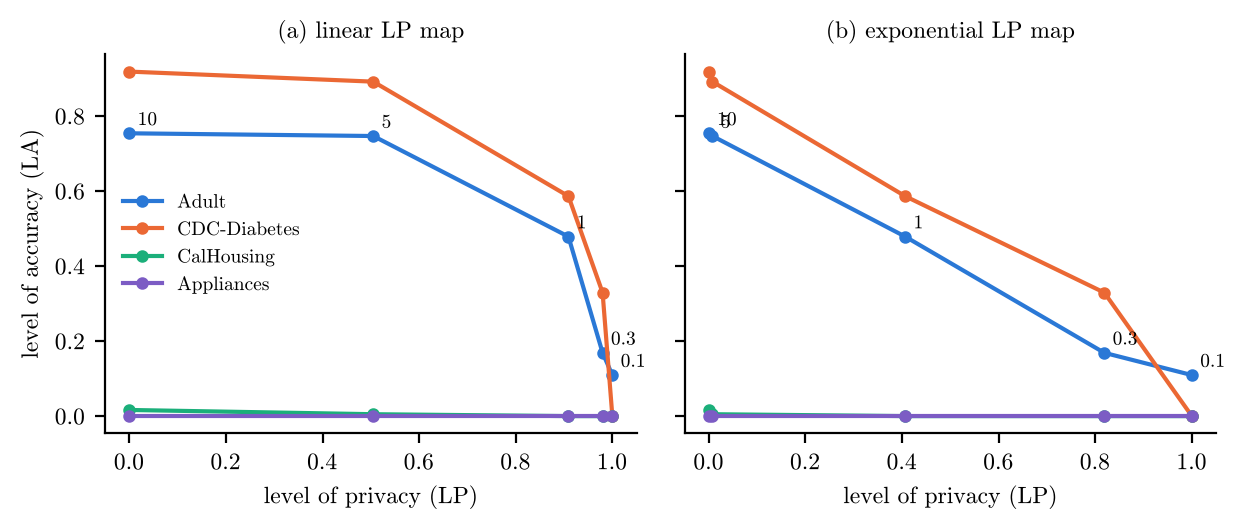 (a) linear LP map
level of accuracy (LA)
0.8
0.6
0.4
0.2
0.0
10
5
1
0.3
0.1
Adult
CDC-Diabetes
CalHousing
Appliances
0.0 0.2 0.4 0.6 0.8 1.0
level of privacy (LP)
(b) exponential LP map
10
5
1
0.3
0.1
0.0 0.2 0.4 0.6 0.8 1.0
level of privacy (LP)